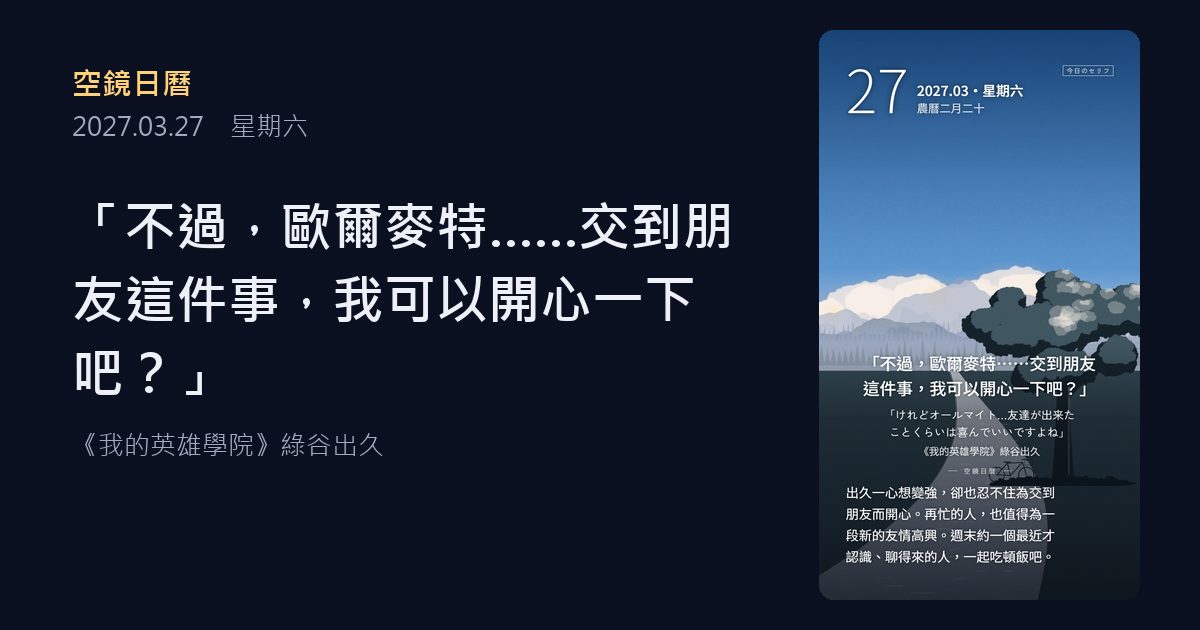 空鏡日曆
2027.03.27 星期六
「不過，歐爾麥特……交到朋
友這件事，我可以開心一下
吧？」
《我的英雄學院》綠谷出久
27
2027.03・星期六
農曆二月二十
今日のセリフ
「不過，歐爾麥特……交到朋友
這件事，我可以開心一下吧？」
「けれどオールマイト…友達が出来た
ことくらいは喜んでいいですよね」
《我的英雄學院》綠谷出久
— 空鏡日曆
出久一心想變強，卻也忍不住為交到
朋友而開心。再忙的人，也值得為一
段新的友情高興。週末約一個最近才
認識、聊得來的人，一起吃頓飯吧。